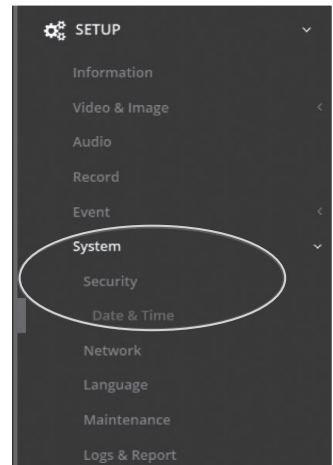 SETUP
Information
Video & Image
Audio
Record
Event
System
Security
Date & Time
Network
Language
Maintenance
Logs & Report